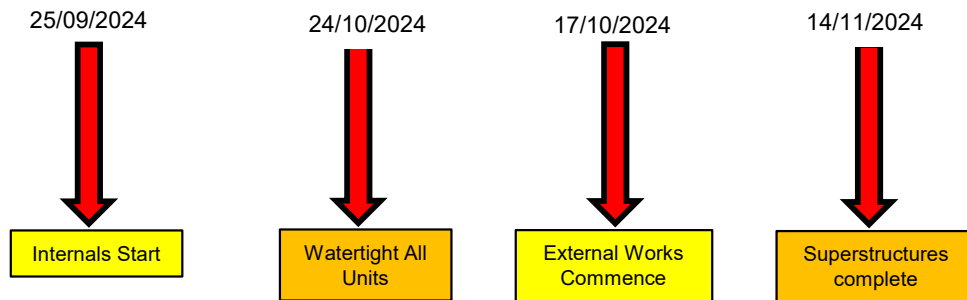 25/09/2024
24/10/2024
17/10/2024
14/11/2024
Internals Start
Watertight All
Units
External Works
Commence
Superstructures
complete